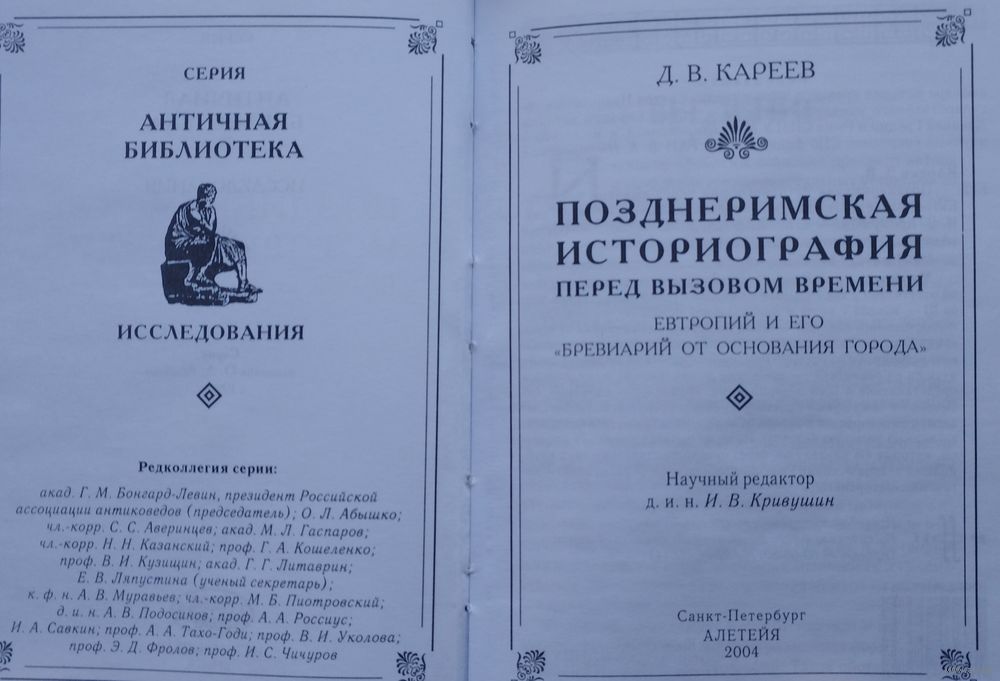 СЕРИЯ
АНТИЧНАЯ
БИБЛИОТЕКА
ИССЛЕДОВАНИЯ
Редколлегия серии:
акад. Г. М. Бонгард-Левин, президент Российской
ассоциации антиковедов (председатель); О. Л. Абышко;
чл.-корр. С. С. Аверинцев; акад. М. Л. Гаспаров;
чл.-корр. Н. Н. Казанский; проф. Г. А. Кошеленко;
проф. В. И. Кузищин; акад. Г. Г. Литаврин;
Е. В. Ляпустина (ученый секретарь);
к. ф. н. А. В. Муравьев; чл.-корр. М. Б. Пиотровский;
д. и. н. А. В. Подосинов; проф. А. А. Россиус;
И. А. Савкин; проф. А. А. Тахо-Годи; проф. В. И. Уколова;
проф. Э. Д. Фролов; проф. И. С. Чичуров
Д. В. КАРЕЕВ
ПОЗДНЕРИМСКАЯ
ИСТОРИОГРАФИЯ
ПЕРЕД ВЫЗОВОМ ВРЕМЕНИ
ЕВТРОПИЙ И ЕГО
«БРЕВИАРИЙ ОТ ОСНОВАНИЯ ГОРОДА»
Научный редактор
д. и. н. И. В. Кривушин
Санкт-Петербург
АЛЕТЕЙЯ
2004